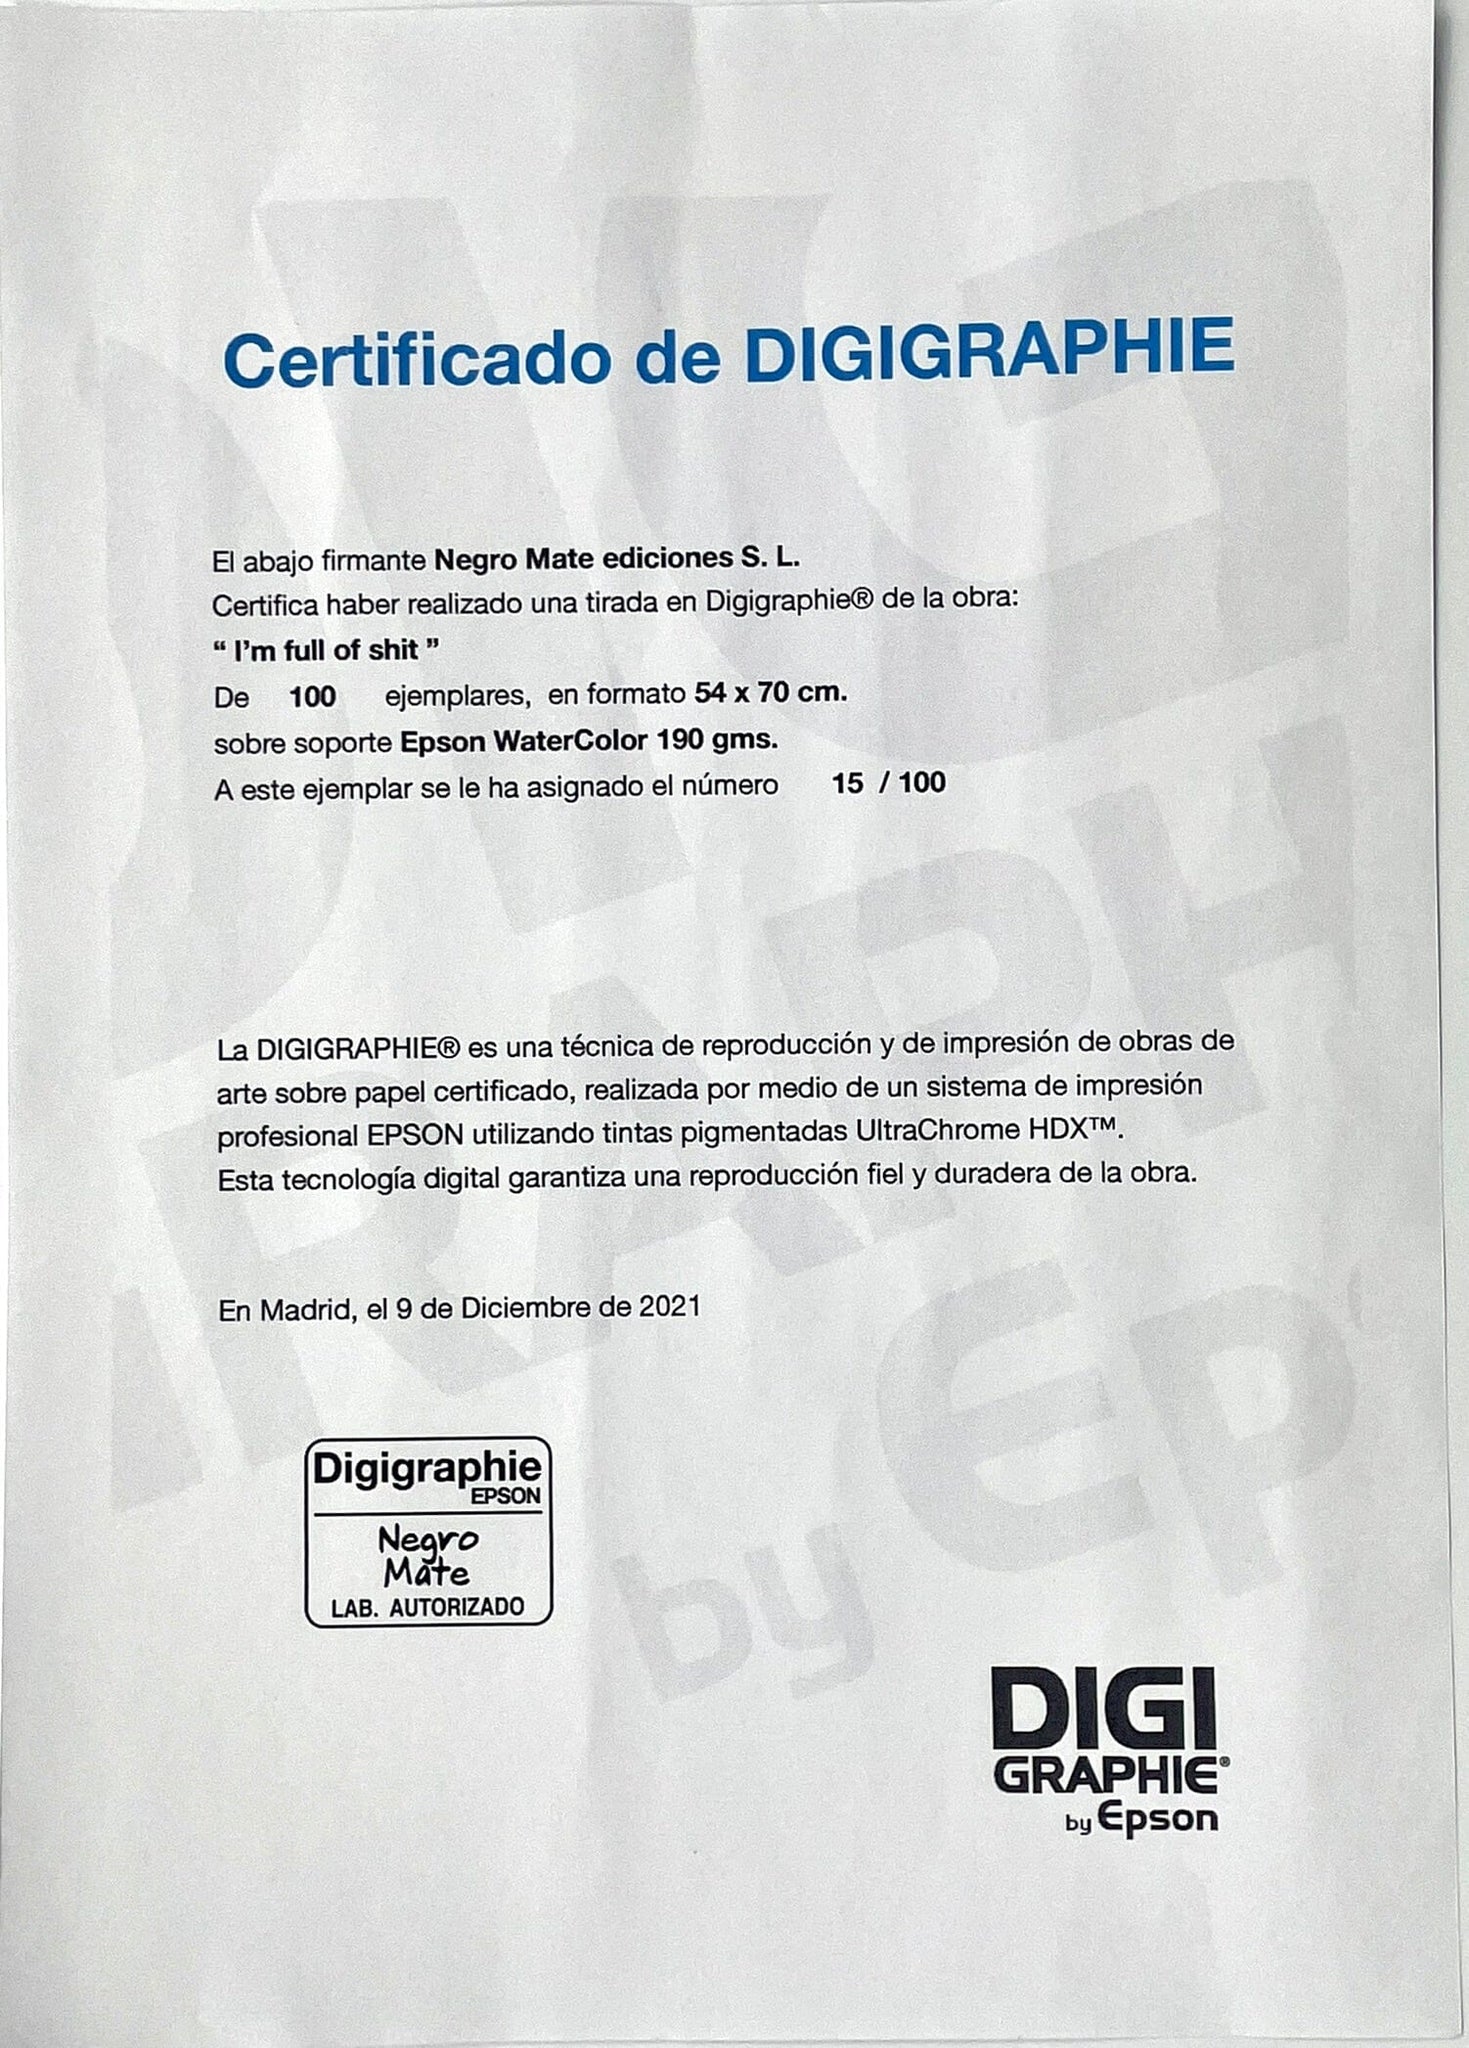 Certificado de DIGIGRAPHIE
El abajo firmante Negro Mate ediciones S. L.
Certifica haber realizado una tirada en Digigraphie® de la obra:
“ I'm full of shit ”
De 100 ejemplares, en formato 54 x 70 cm.
sobre soporte Epson WaterColor 190 gms.
A este ejemplar se le ha asignado el número 15 / 100
La DIGIGRAPHIE® es una técnica de reproducción y de impresión de obras de
arte sobre papel certificado, realizada por medio de un sistema de impresión
profesional EPSON utilizando tintas pigmentadas UltraChrome HDX™.
Esta tecnología digital garantiza una reproducción fiel y duradera de la obra.
En Madrid, el 9 de Diciembre de 2021
Digigraphie
EPSON
Negro
Mate
LAB. AUTORIZADO
DIGI
GRAPHIE®
by Epson
DIGI
GRAPH
by Ep